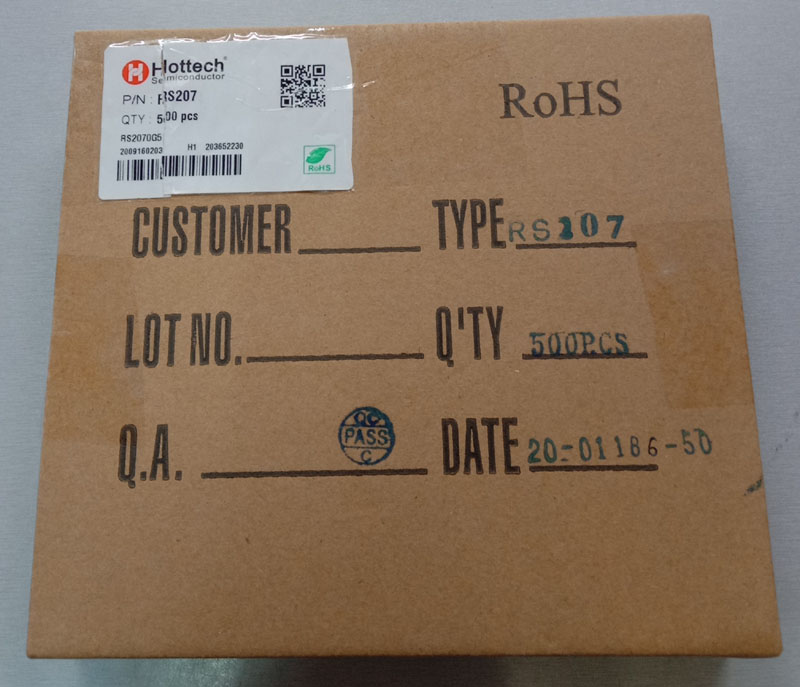 Hottech®
Semiconductor
P/N : RS207
QTY : 500 pcs
RS2070G5
2009160203 H1 203652230
RoHS
RoHS
CUSTOMER
TYPE RS207
LOT NO.
Q'TY 500PCS
Q.A.
QC
PASS
C
DATE 20-01186-50